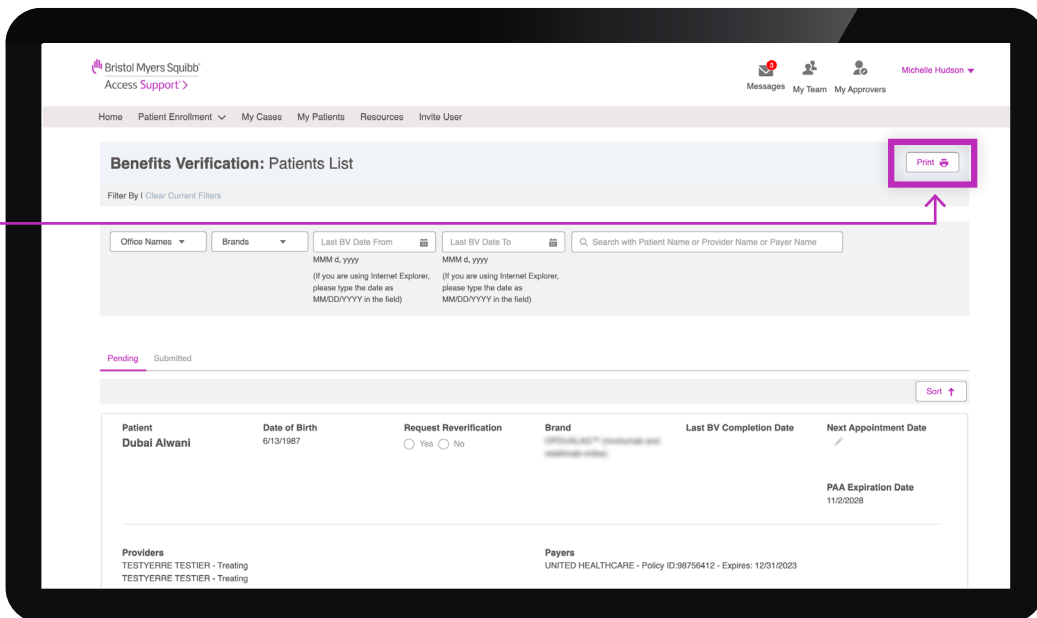 Bristol Myers Squibb®
Access Support®>
3
Messages My Team My Approvers Michelle Hudson
Home Patient Enrollment My Cases My Patients Resources Invite User
Benefits Verification: Patients List
Print
Filter By | Clear Current Filters
Office Names Brands Last BV Date From Last BV Date To Search with Patient Name or Provider Name or Payer Name
MMM d, yyyy MMM d, yyyy
(If you are using Internet Explorer, (If you are using Internet Explorer,
please type the date as please type the date as
MM/DD/YYYY in the field) MM/DD/YYYY in the field)
Pending Submitted
Sort
Patient Date of Birth Request Reverification Brand Last BV Completion Date Next Appointment Date
Dubai Alwani 6/13/1987 Yes No
PAA Expiration Date
11/2/2028
Providers Payers
TESTYERRE TESTIER - Treating UNITED HEALTHCARE - Policy ID:98756412 - Expires: 12/31/2023
TESTYERRE TESTIER - Treating